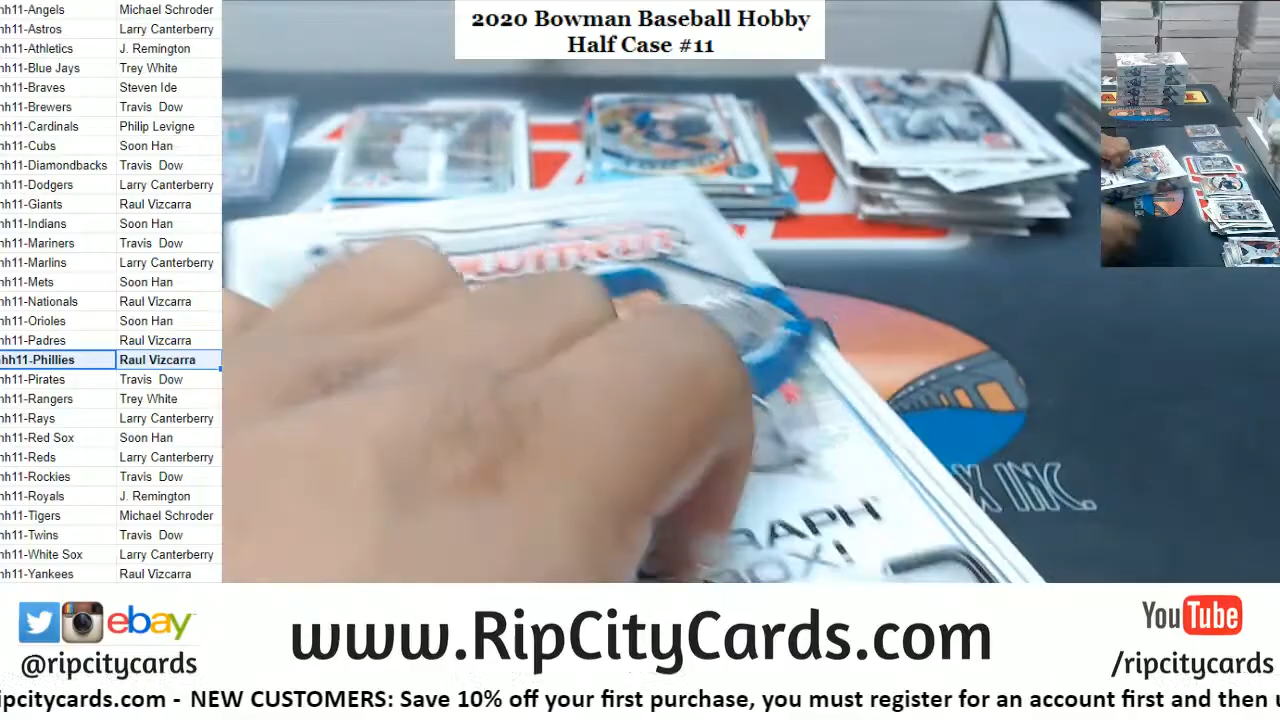 2020 Bowman Baseball Hobby
Half Case #11
hh11-Angels Michael Schroder
hh11-Astros Larry Canterberry
hh11-Athletics J. Remington
hh11-Blue Jays Trey White
hh11-Braves Steven Ide
hh11-Brewers Travis Dow
hh11-Cardinals Philip Levigne
hh11-Cubs Soon Han
hh11-Diamondbacks Travis Dow
hh11-Dodgers Larry Canterberry
hh11-Giants Raul Vizcarra
hh11-Indians Soon Han
hh11-Mariners Travis Dow
hh11-Marlins Larry Canterberry
hh11-Mets Soon Han
hh11-Nationals Raul Vizcarra
hh11-Orioles Soon Han
hh11-Padres Raul Vizcarra
hh11-Phillies Raul Vizcarra
hh11-Pirates Travis Dow
hh11-Rangers Trey White
hh11-Rays Larry Canterberry
hh11-Red Sox Soon Han
hh11-Reds Larry Canterberry
hh11-Rockies Travis Dow
hh11-Royals J. Remington
hh11-Tigers Michael Schroder
hh11-Twins Travis Dow
hh11-White Sox Larry Canterberry
hh11-Yankees Raul Vizcarra
X INC.
ebay
@ripcitycards
www.RipCityCards.com
YouTube
/ripcitycards
ripcitycards.com - NEW CUSTOMERS: Save 10% off your first purchase, you must register for an account first and then